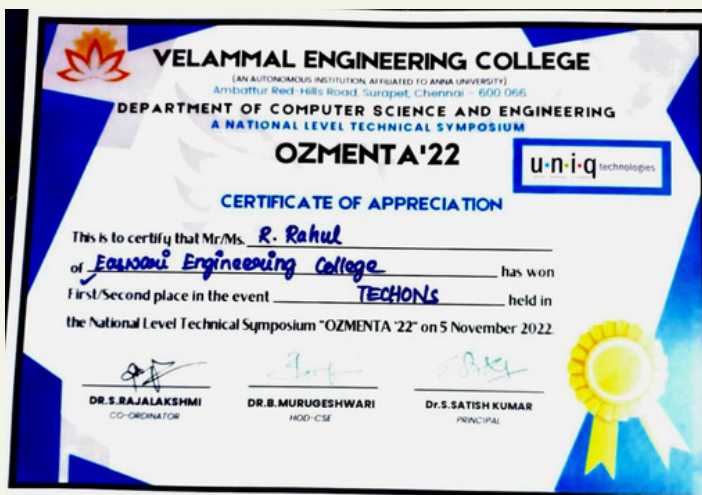 VELAMMAL ENGINEERING COLLEGE
(AN AUTONOMOUS INSTITUTION, AFFILIATED TO ANNA UNIVERSITY)
Ambattur Red-Hills Road, Surapet, Chennai - 600 066
DEPARTMENT OF COMPUTER SCIENCE AND ENGINEERING
A NATIONAL LEVEL TECHNICAL SYMPOSIUM
OZMENTA'22
u·n·i·q technologies
CERTIFICATE OF APPRECIATION
This is to certify that Mr/Ms. R. Rahul
of Easwari Engineering College has won
First/Second place in the event TECHONS held in
the National Level Technical Symposium "OZMENTA '22" on 5 November 2022.
DR.S.RAJALAKSHMI DR.B.MURUGESHWARI Dr.S.SATISH KUMAR
CO-ORDINATOR HOD-CSE PRINCIPAL